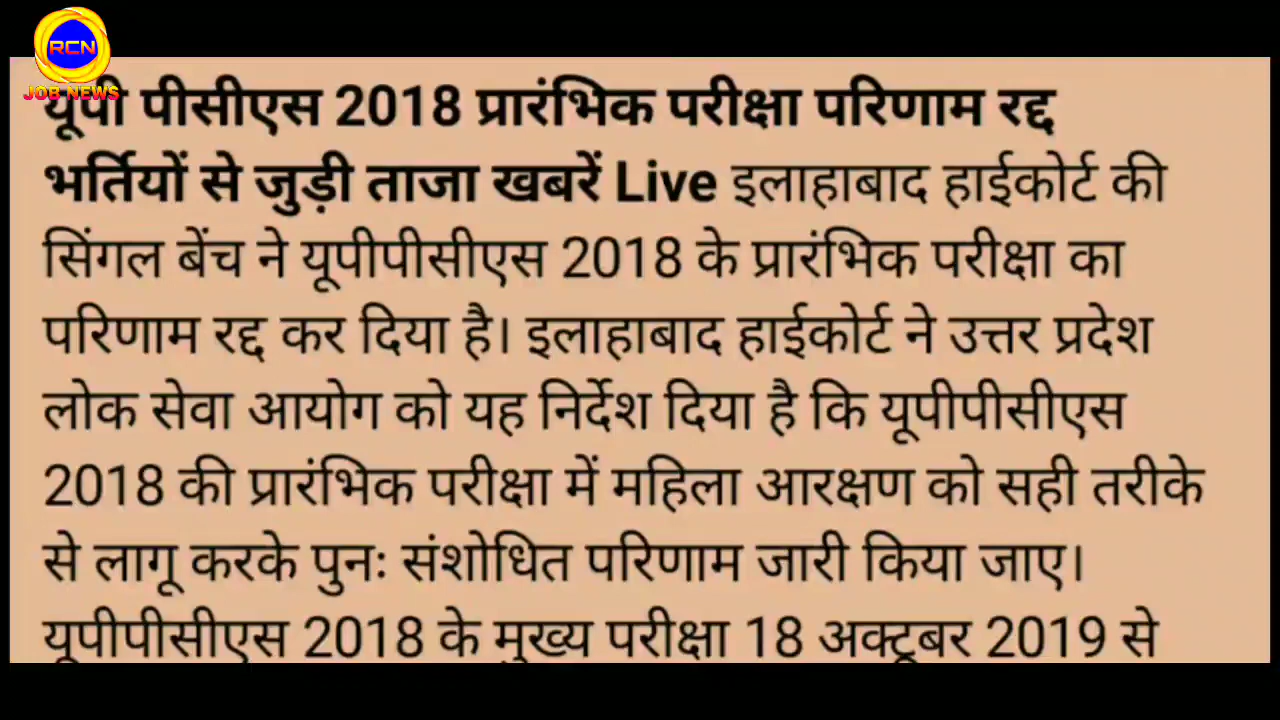 RCN
JOB NEWS
यूपी पीसीएस 2018 प्रारंभिक परीक्षा परिणाम रद्द
भर्तियों से जुड़ी ताजा खबरें Live इलाहाबाद हाईकोर्ट की
सिंगल बेंच ने यूपीपीसीएस 2018 के प्रारंभिक परीक्षा का
परिणाम रद्द कर दिया है। इलाहाबाद हाईकोर्ट ने उत्तर प्रदेश
लोक सेवा आयोग को यह निर्देश दिया है कि यूपीपीसीएस
2018 की प्रारंभिक परीक्षा में महिला आरक्षण को सही तरीके
से लागू करके पुनः संशोधित परिणाम जारी किया जाए।
यूपीपीसीएस 2018 के मुख्य परीक्षा 18 अक्टूबर 2019 से